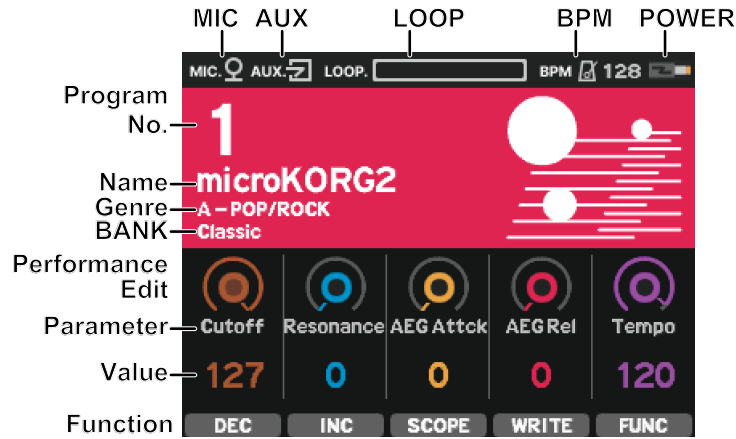 MIC AUX LOOP BPM POWER
MIC. AUX. LOOP. BPM 128
Program
No.
1
Name microKORG2
Genre A – POP/ROCK
BANK Classic
Performance
Edit
Parameter Cutoff Resonance AEG Attck AEG Rel Tempo
Value 127 0 0 0 120
Function DEC INC SCOPE WRITE FUNC